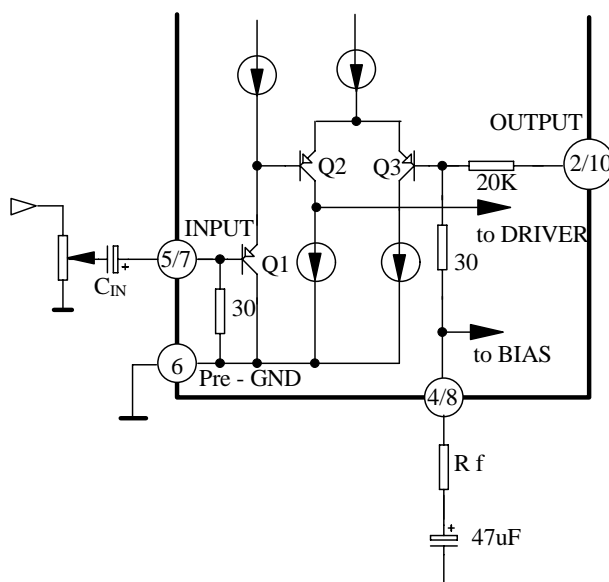 OUTPUT
2/10
Q2
Q3
20K
INPUT
to DRIVER
5/7
Q1
CIN
30
30
6
Pre - GND
to BIAS
4/8
R f
47uF